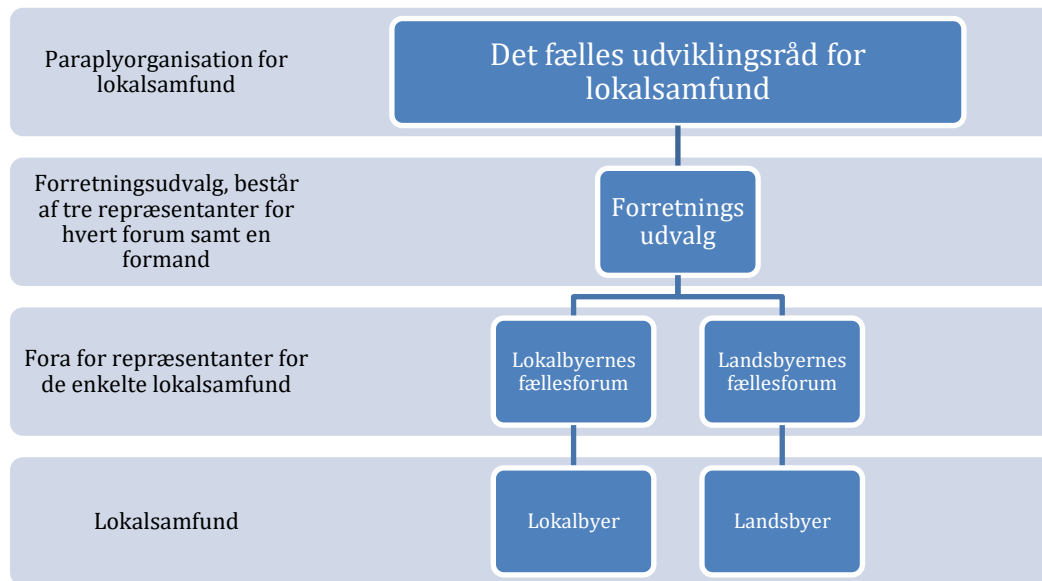 Paraplyorganisation for
lokalsamfund
Det fælles udviklingsråd for
lokalsamfund
Forretningsudvalg, består
af tre repræsentanter for
hvert forum samt en
formand
Forretnings
udvalg
Fora for repræsentanter for
de enkelte lokalsamfund
Lokalbyernes
fællesforum
Landsbyernes
fællesforum
Lokalsamfund
Lokalbyer
Landsbyer